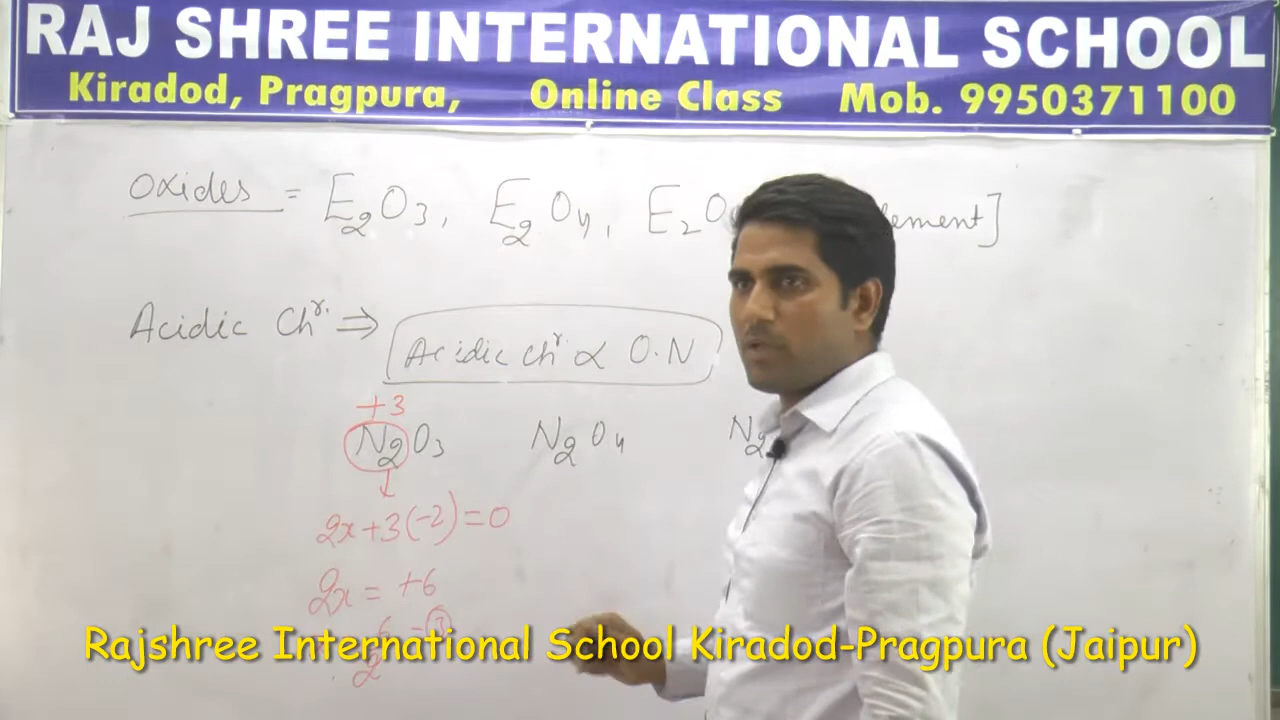 RAJ SHREE INTERNATIONAL SCHOOL
Kiradod, Pragpura, Online Class Mob. 9950371100
Oxides = E₂O₃, E₂O₄, E₂O
Acidic Chʳ. ⇒ Acidic chʳ ∝ O.N
+3
N₂O₃ N₂O₄ N₂
↓
2x+3(-2)=0
2x = +6
Rajshree International School Kiradod-Pragpura (Jaipur)